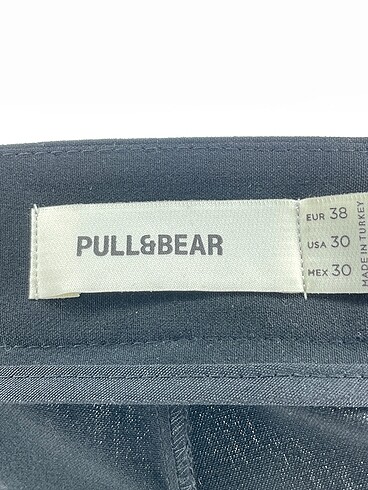 PULL&BEAR
EUR 38
USA 30
MEX 30
MADE IN TURKEY